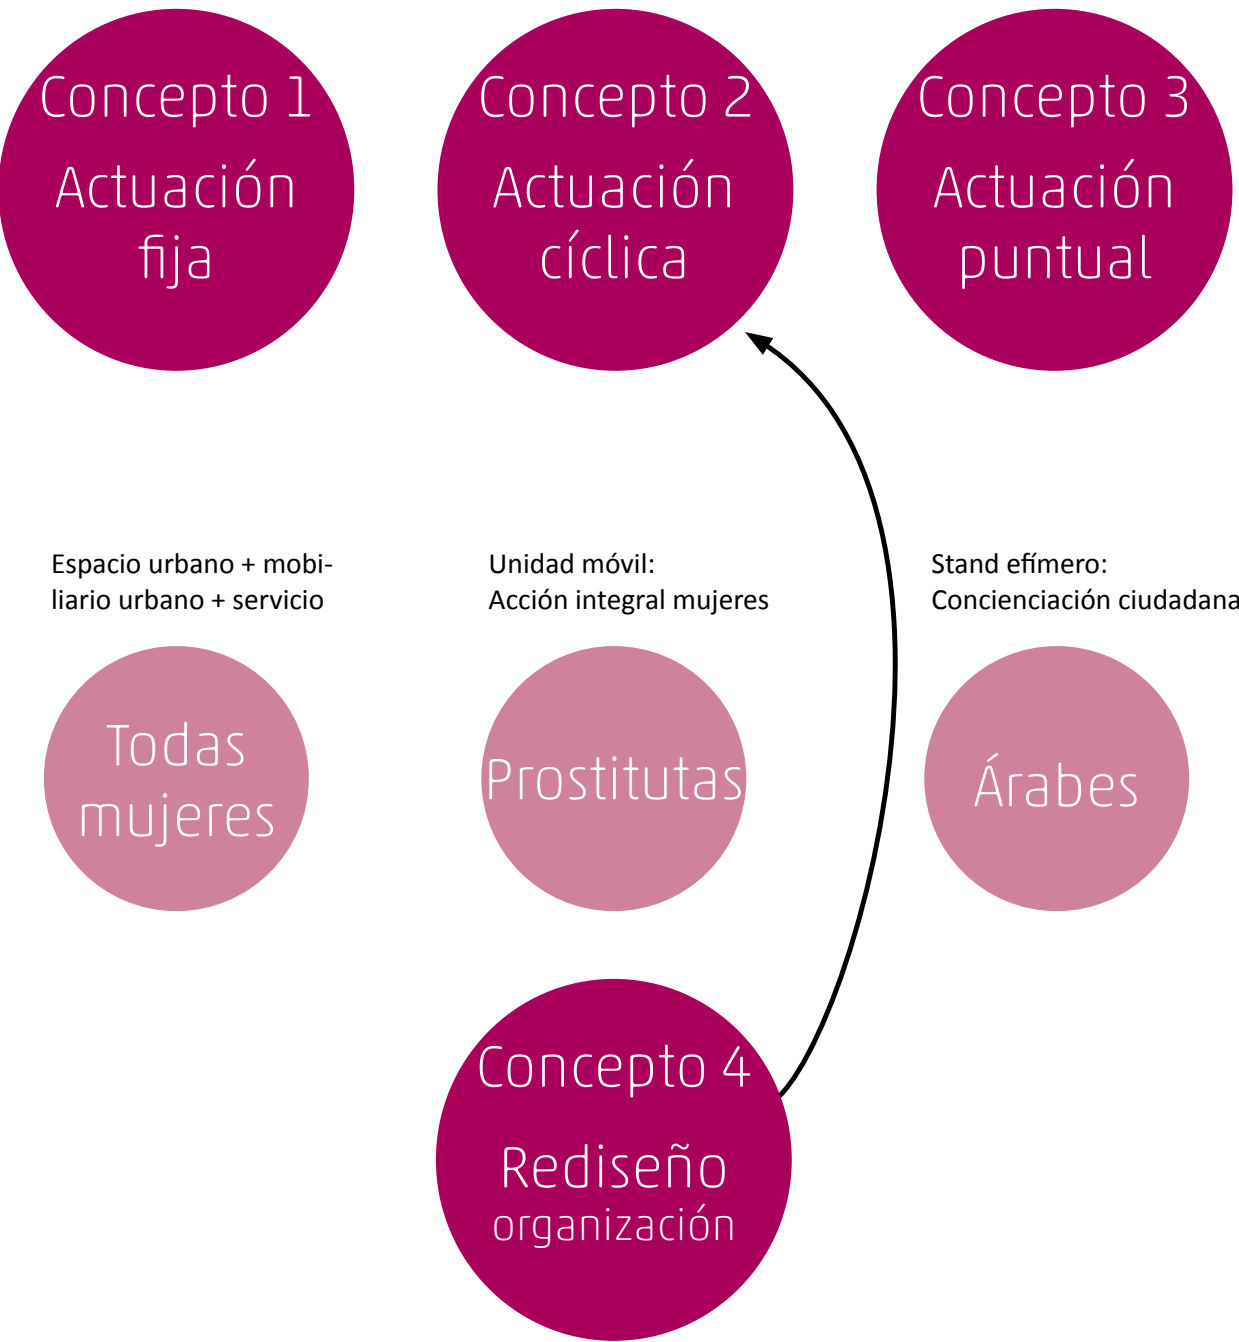 Concepto 1
Actuación
fija
Concepto 2
Actuación
cíclica
Concepto 3
Actuación
puntual
Espacio urbano + mobi-
liario urbano + servicio
Unidad móvil:
Acción integral mujeres
Stand efímero:
Concienciación ciudadana
Todas
mujeres
Prostitutas
Árabes
Concepto 4
Rediseño
organización